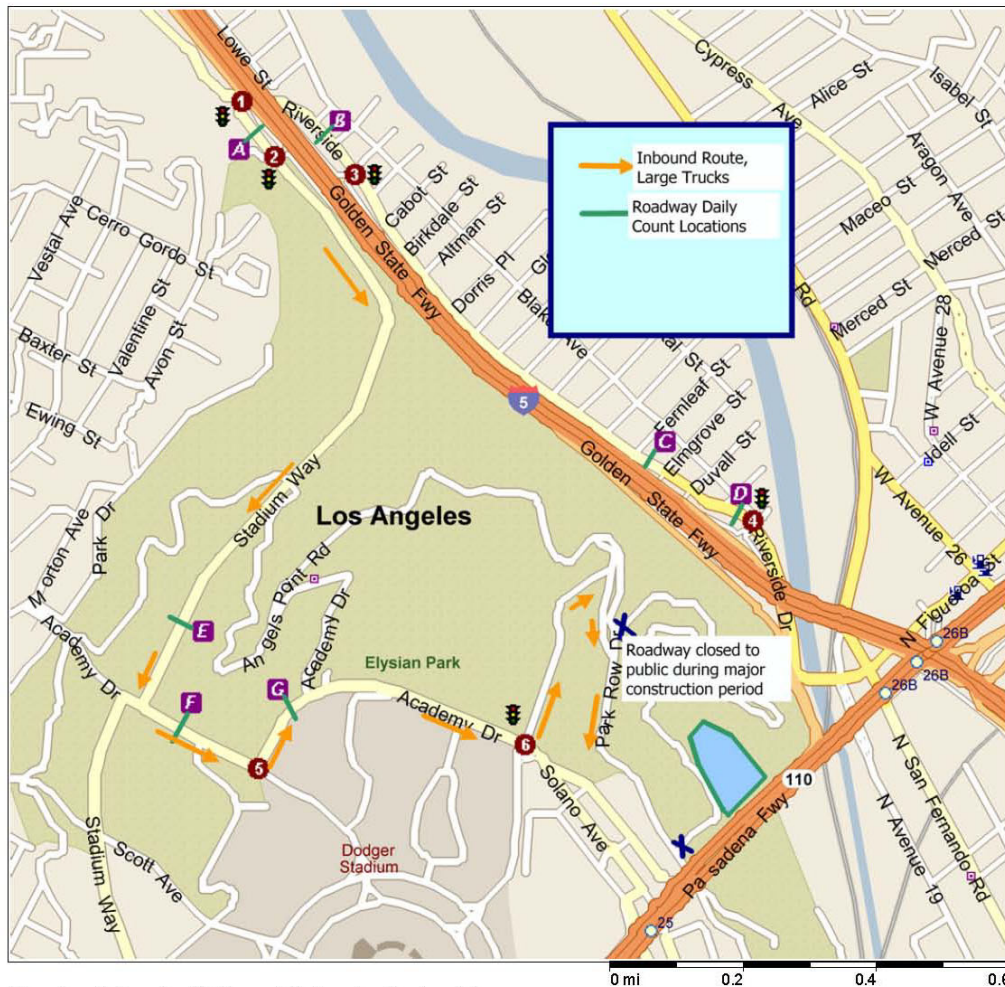 Lowe St
Riverside
Cypress Ave
Alice St
Isabel St
1
B
A
2
3
Inbound Route,
Large Trucks
Roadway Daily
Count Locations
Aragon Ave
Cabot St
Birkdale St
Altman St
Dorris Pl
Golden State Fwy
Maceo St
Merced St
Merced St
Vestal Ave
Cerro Gordo St
Valentine St
Avon St
Baxter St
Ewing St
Rd
W Avenue 28
Idell St
5
Fernleaf St
Elmgrove St
Duvall St
C
D
4
Golden State Fwy
Riverside Dr
W Avenue 26
N Figueroa St
Stadium Way
Los Angeles
Morton Ave
Park Dr
Angels Point Rd
Academy Dr
Academy Dr
E
F
G
Elysian Park
Academy Dr
6
5
Park Row Dr
Roadway closed to
public during major
construction period
26B
26B
26B
Solano Ave
110
Pasadena Fwy
N San Fernando Rd
N Avenue 19
Stadium Way
Scott Ave
Dodger
Stadium
25
0 mi 0.2 0.4 0.6